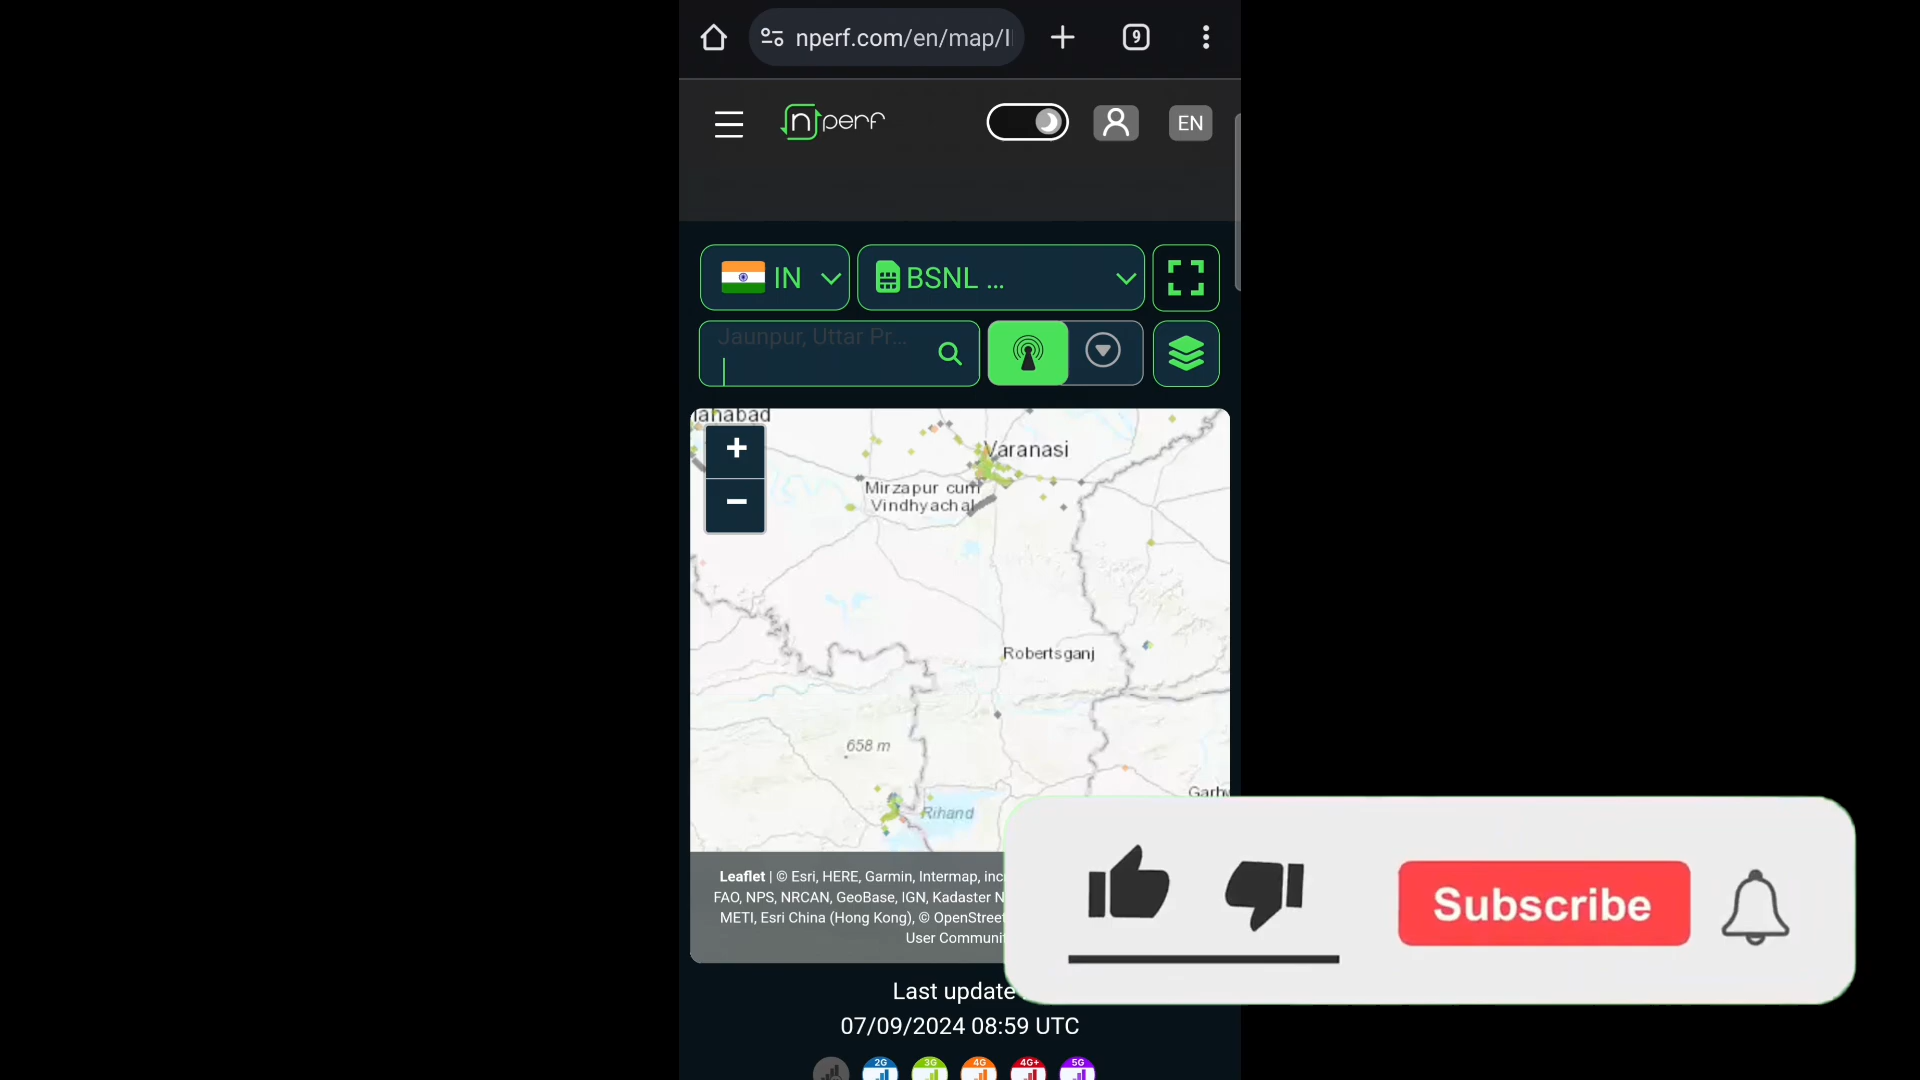 nperf.com/en/map/I
9
nperf
EN
IN
BSNL ...
Jaunpur, Uttar Pr...
lahabad
+
Varanasi
Mirzapur cum
Vindhyachal
−
Robertsganj
658 m
Garhw
Rihand
Leaflet | © Esri, HERE, Garmin, Intermap, inc
FAO, NPS, NRCAN, GeoBase, IGN, Kadaster N
METI, Esri China (Hong Kong), © OpenStreet
User Communit
Subscribe
Last update
07/09/2024 08:59 UTC
2G 3G 4G 4G+ 5G